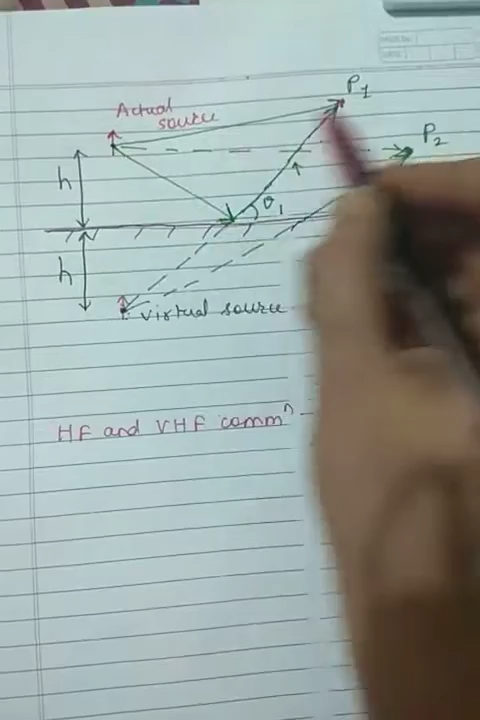 Actual
source
P1
P2
h
θ1
h
virtual source
HF and VHF commⁿ